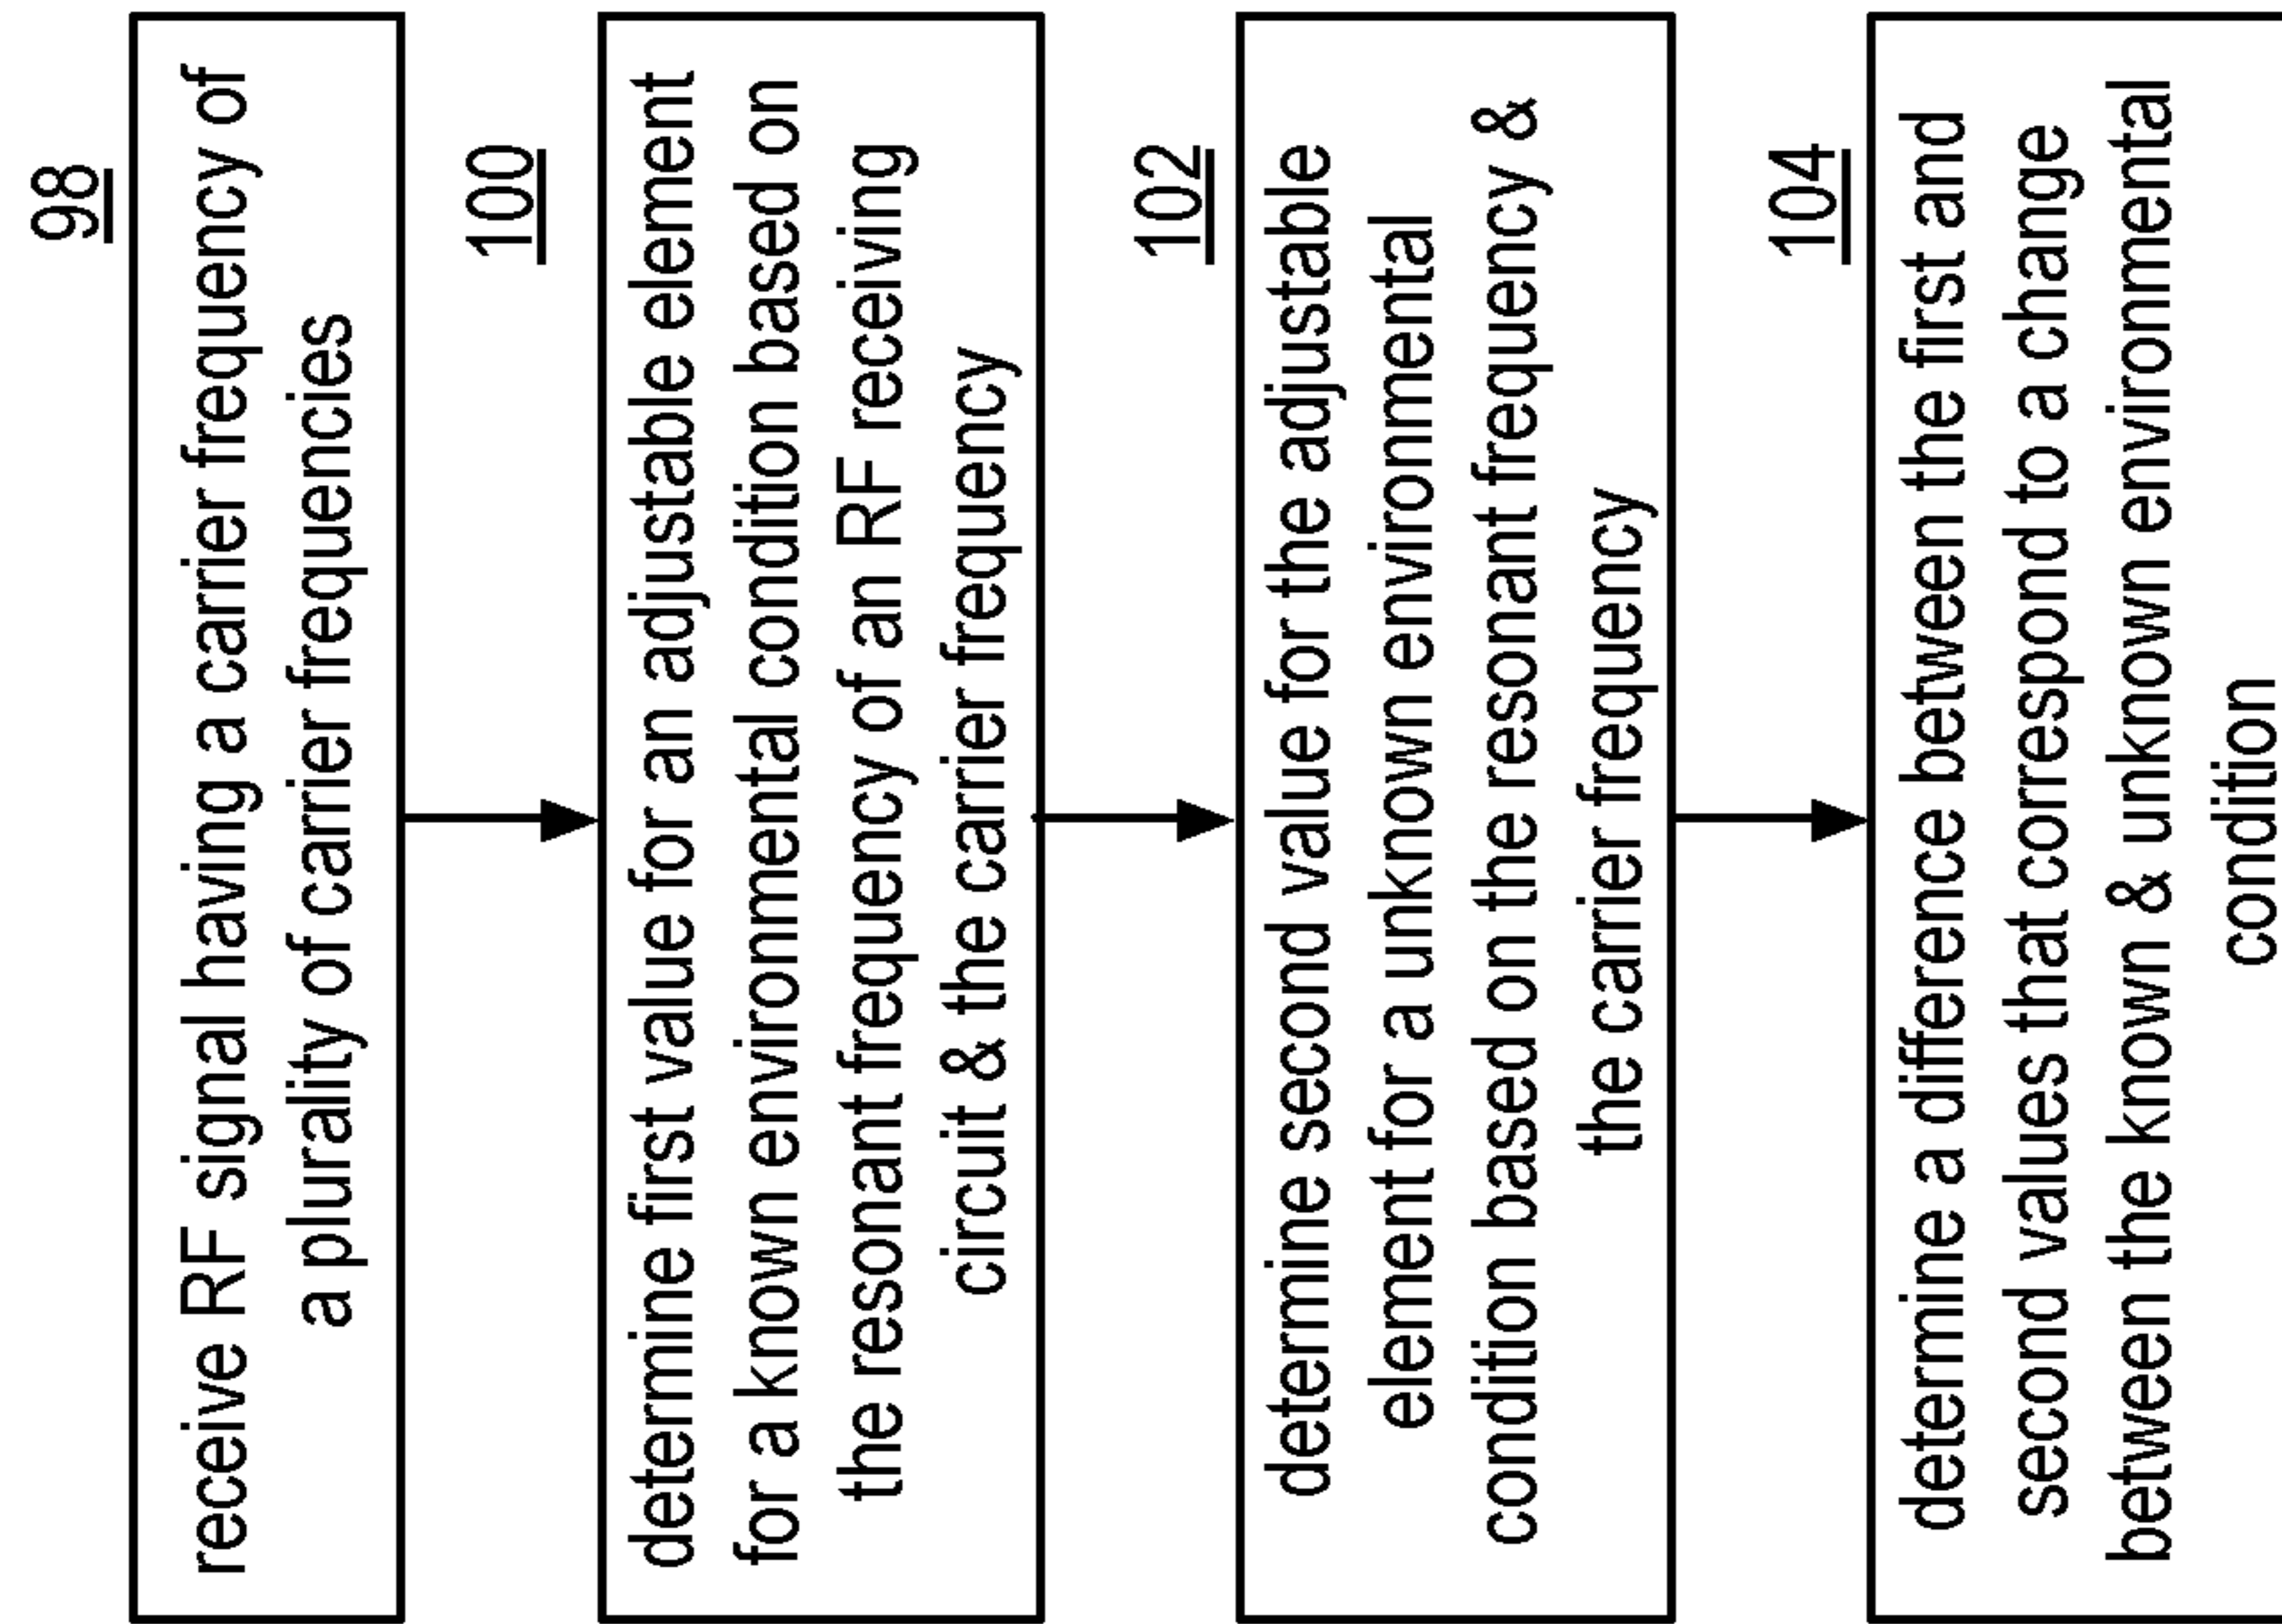 98
receive RF signal having a carrier frequency of
a plurality of carrier frequencies
100
determine first value for an adjustable element
for a known environmental condition based on
the resonant frequency of an RF receiving
circuit & the carrier frequency
102
determine second value for the adjustable
element for a unknown environmental
condition based on the resonant frequency &
the carrier frequency
104
determine a difference between the first and
second values that correspond to a change
between the known & unknown environmental
condition